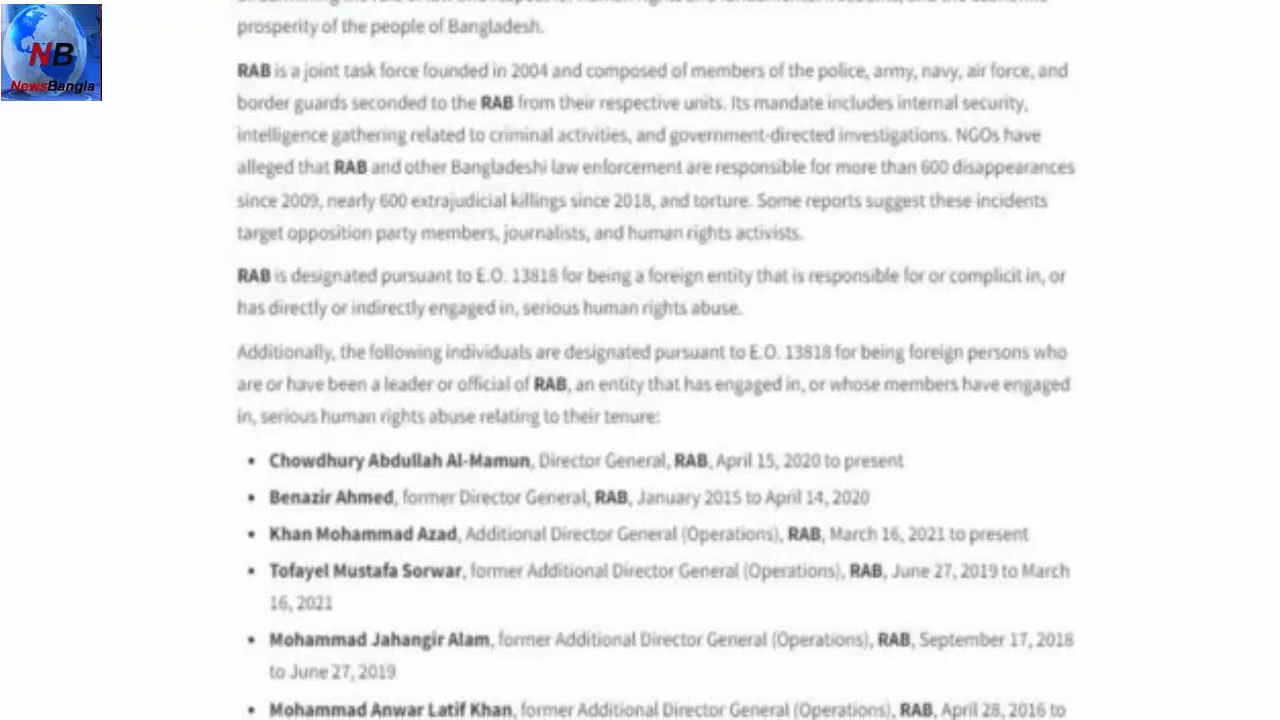 NB
NewsBangla
prosperity of the people of Bangladesh.
RAB is a joint task force founded in 2004 and composed of members of the police, army, navy, air force, and
border guards seconded to the RAB from their respective units. Its mandate includes internal security,
intelligence gathering related to criminal activities, and government-directed investigations. NGOs have
alleged that RAB and other Bangladeshi law enforcement are responsible for more than 600 disappearances
since 2009, nearly 600 extrajudicial killings since 2018, and torture. Some reports suggest these incidents
target opposition party members, journalists, and human rights activists.
RAB is designated pursuant to E.O. 13818 for being a foreign entity that is responsible for or complicit in, or
has directly or indirectly engaged in, serious human rights abuse.
Additionally, the following individuals are designated pursuant to E.O. 13818 for being foreign persons who
are or have been a leader or official of RAB, an entity that has engaged in, or whose members have engaged
in, serious human rights abuse relating to their tenure:
• Chowdhury Abdullah Al-Mamun, Director General, RAB, April 15, 2020 to present
• Benazir Ahmed, former Director General, RAB, January 2015 to April 14, 2020
• Khan Mohammad Azad, Additional Director General (Operations), RAB, March 16, 2021 to present
• Tofayel Mustafa Sorwar, former Additional Director General (Operations), RAB, June 27, 2019 to March
16, 2021
• Mohammad Jahangir Alam, former Additional Director General (Operations), RAB, September 17, 2018
to June 27, 2019
• Mohammad Anwar Latif Khan, former Additional Director General (Operations), RAB, April 28, 2016 to